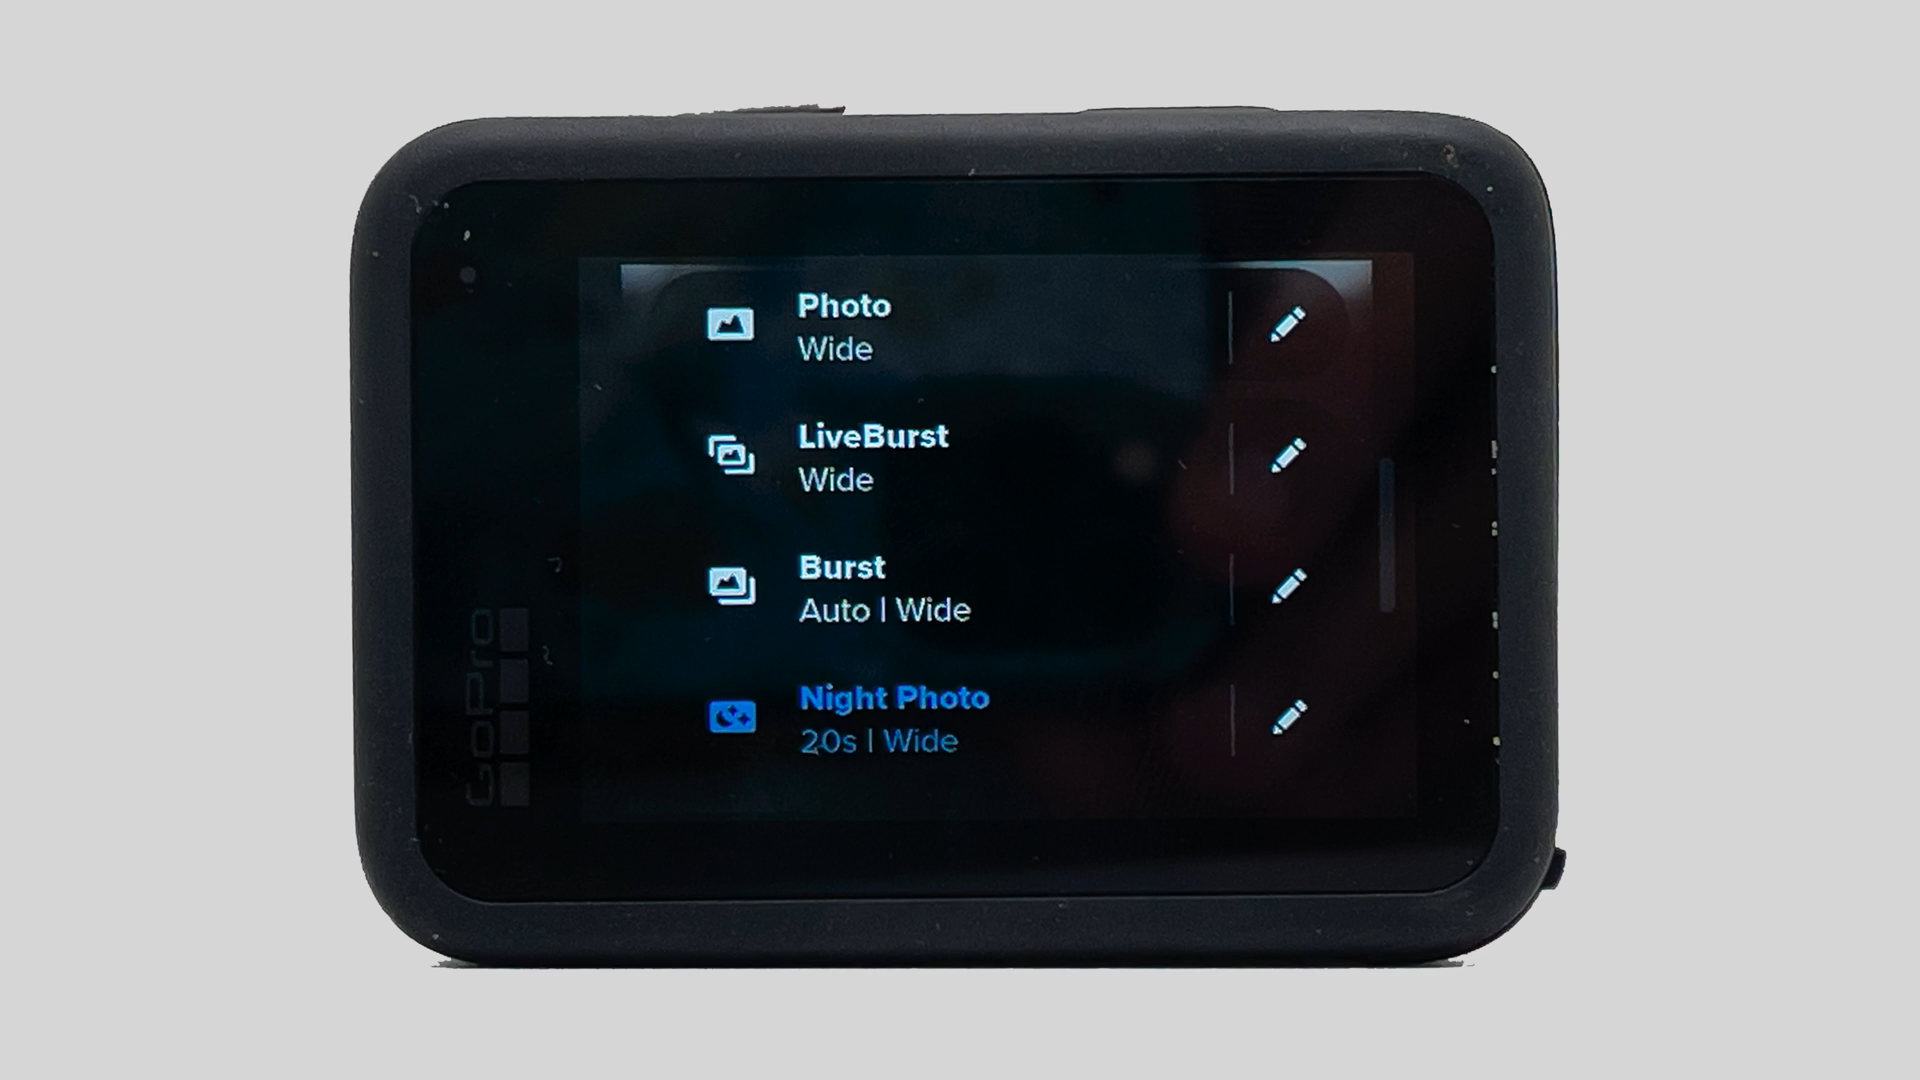 Photo
Wide
LiveBurst
Wide
Burst
Auto | Wide
Night Photo
20s | Wide
GoPro